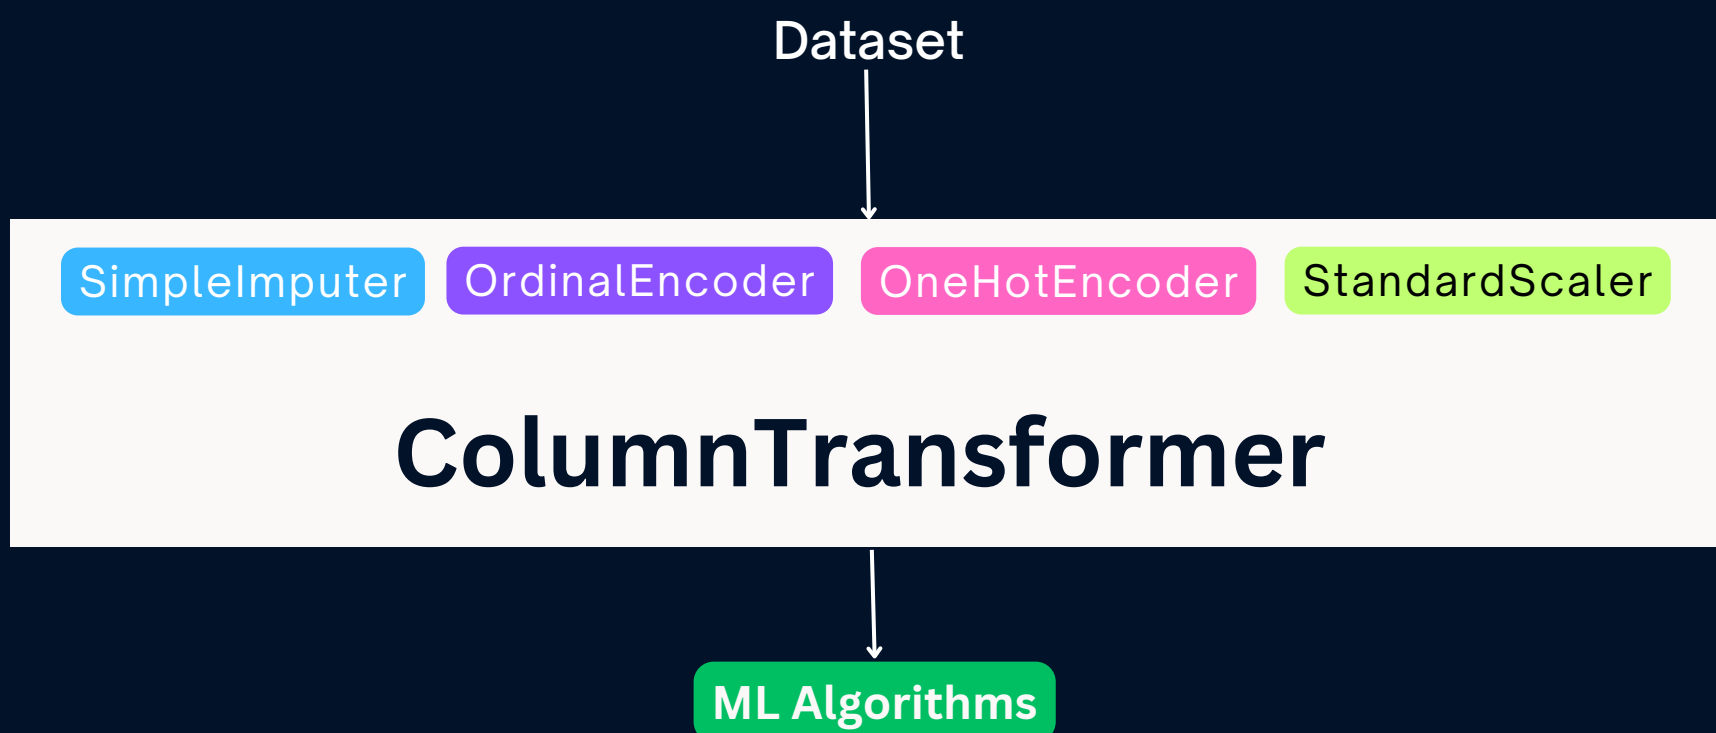 Dataset
SimpleImputer OrdinalEncoder OneHotEncoder StandardScaler
ColumnTransformer
ML Algorithms